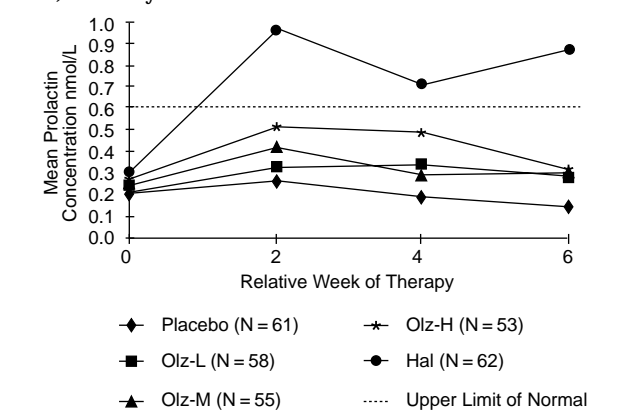 1.0
0.9
0.8
0.7
0.6
0.5
0.4
0.3
0.2
0.1
0.0
Mean Prolactin
Concentration nmol/L
0 2 4 6
Relative Week of Therapy
Placebo (N = 61)
Olz-L (N = 58)
Olz-M (N = 55)
Olz-H (N = 53)
Hal (N = 62)
Upper Limit of Normal